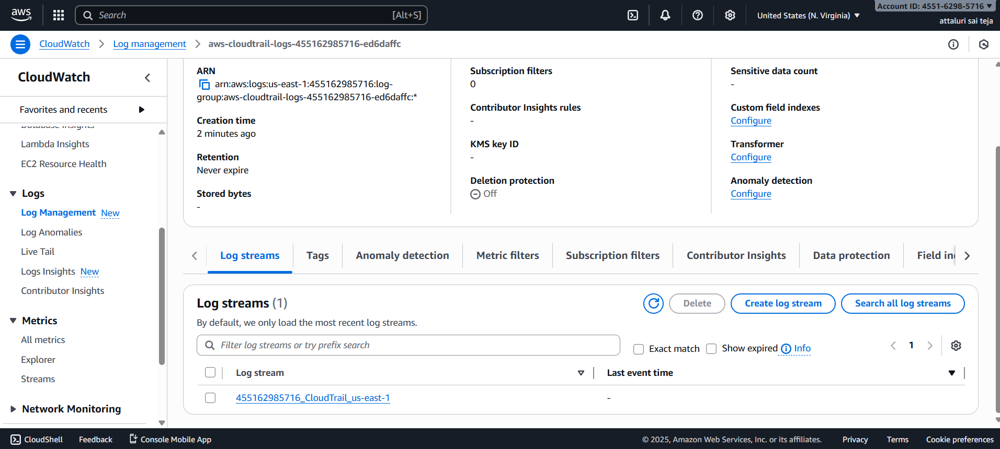 aws
Search
[Alt+S]
United States (N. Virginia)
Account ID: 4551-6298-5716
attaluri sai teja
CloudWatch
Log management
aws-cloudtrail-logs-455162985716-ed6daffc
CloudWatch
Favorites and recents
Database Insights
Lambda Insights
EC2 Resource Health
Logs
Log Management New
Log Anomalies
Live Tail
Logs Insights New
Contributor Insights
Metrics
All metrics
Explorer
Streams
Network Monitoring
ARN
arn:aws:logs:us-east-1:455162985716:log-
group:aws-cloudtrail-logs-455162985716-ed6daffc:*
Creation time
2 minutes ago
Retention
Never expire
Stored bytes
-
Subscription filters
0
Contributor Insights rules
-
KMS key ID
-
Deletion protection
Off
Sensitive data count
-
Custom field indexes
Configure
Transformer
Configure
Anomaly detection
Configure
Log streams
Tags
Anomaly detection
Metric filters
Subscription filters
Contributor Insights
Data protection
Field in
Log streams (1)
Delete
Create log stream
Search all log streams
By default, we only load the most recent log streams.
Filter log streams or try prefix search
Exact match
Show expired
Info
1
Log stream
Last event time
455162985716_CloudTrail_us-east-1
-
CloudShell
Feedback
Console Mobile App
© 2025, Amazon Web Services, Inc. or its affiliates.
Privacy
Terms
Cookie preferences